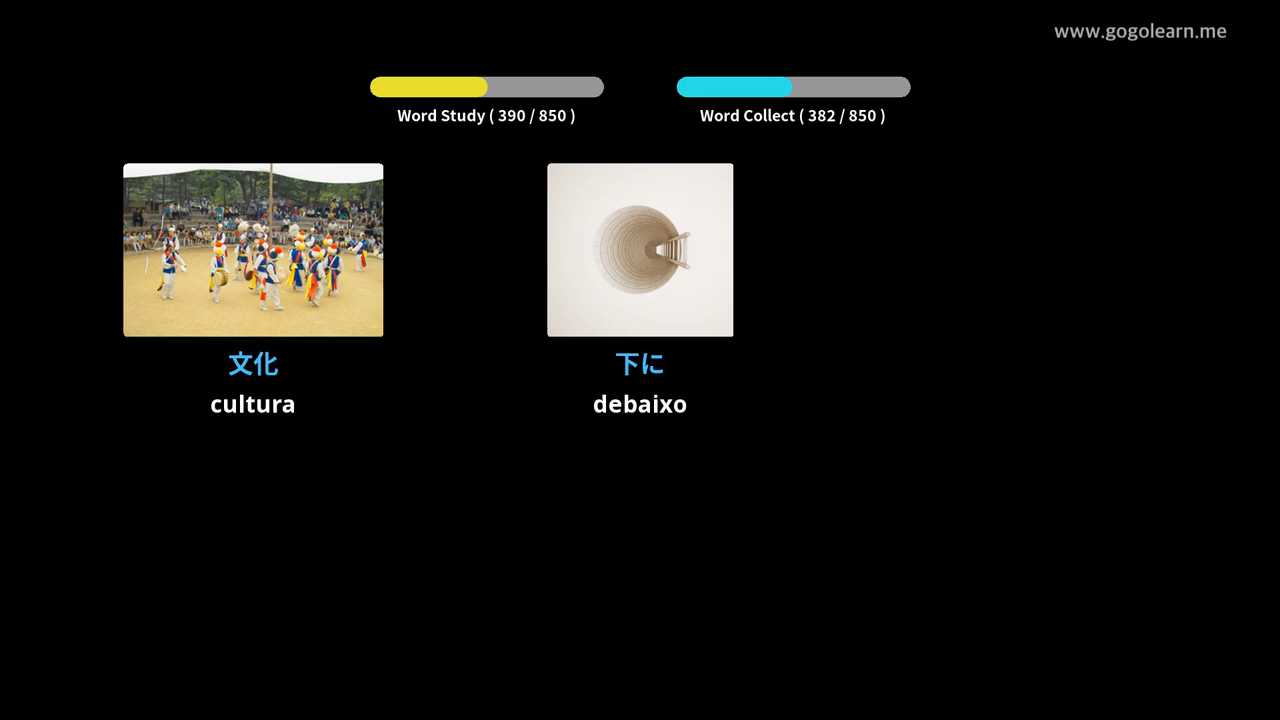 www.gogolearn.me
Word Study ( 390 / 850 )
Word Collect ( 382 / 850 )
文化
cultura
下に
debaixo